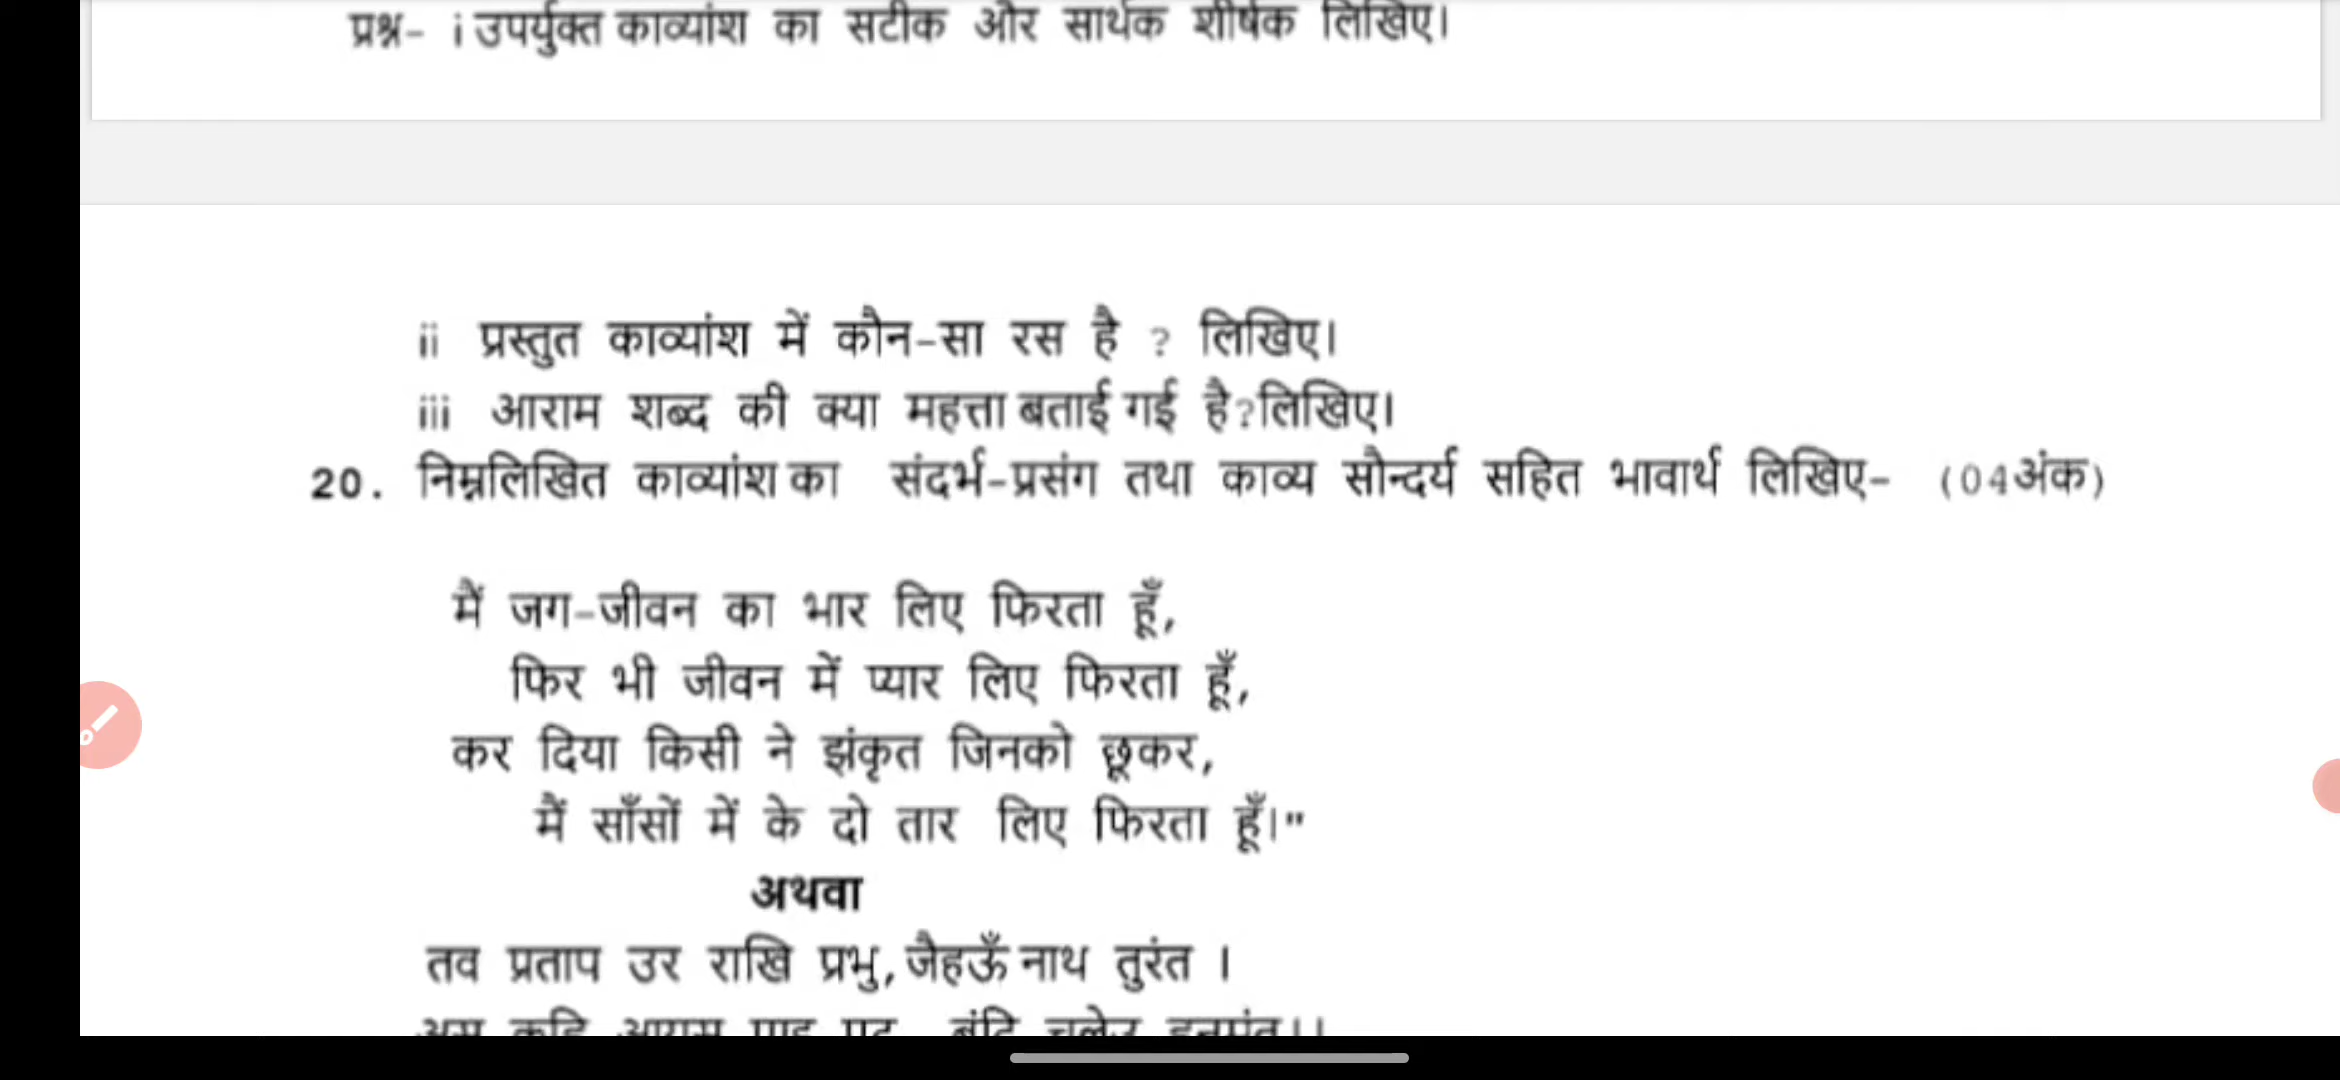 प्रश्न- i उपर्युक्त काव्यांश का सटीक और सार्थक शीर्षक लिखिए।
ii प्रस्तुत काव्यांश में कौन-सा रस है ? लिखिए।
iii आराम शब्द की क्या महत्ता बताई गई है?लिखिए।
20. निम्नलिखित काव्यांश का संदर्भ-प्रसंग तथा काव्य सौन्दर्य सहित भावार्थ लिखिए- (04अंक)
मैं जग-जीवन का भार लिए फिरता हूँ,
फिर भी जीवन में प्यार लिए फिरता हूँ,
कर दिया किसी ने झंकृत जिनको छूकर,
मैं साँसों में के दो तार लिए फिरता हूँ।"
अथवा
तव प्रताप उर राखि प्रभु, जैहऊँ नाथ तुरंत ।